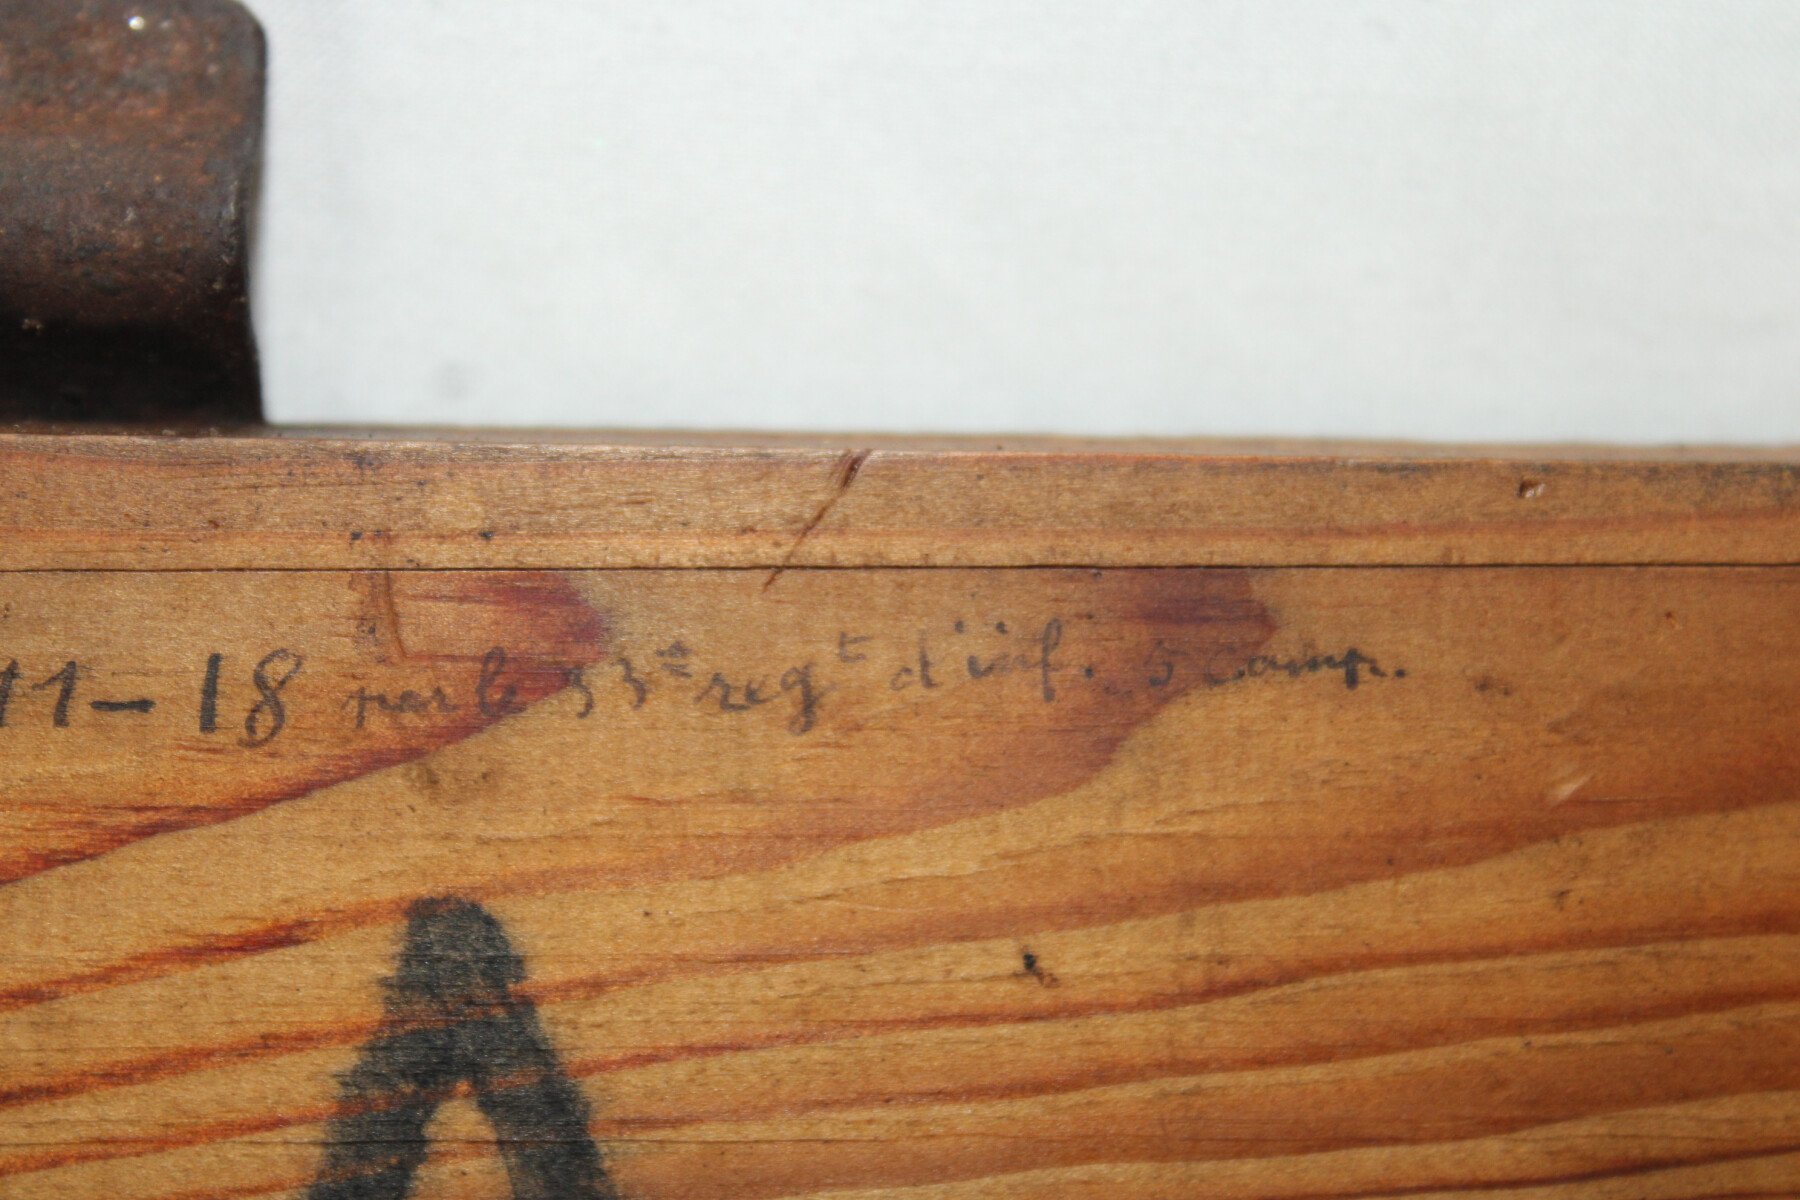 11-18 par le 33e regt d'inf. 5 comp.
A